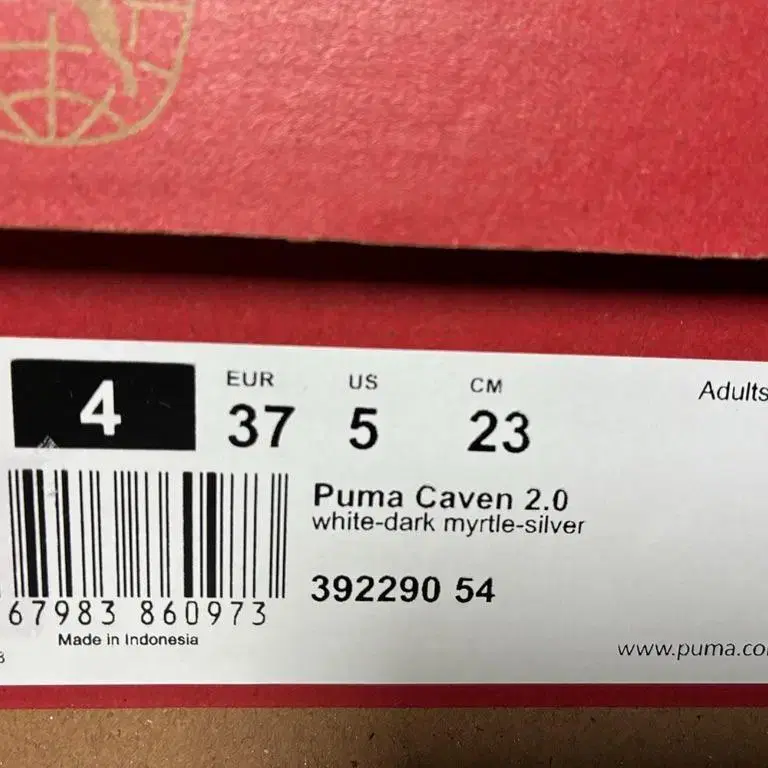 4
EUR
37
US
5
CM
23
Adults
Puma Caven 2.0
white-dark myrtle-silver
392290 54
67983 860973
Made in Indonesia
www.puma.co